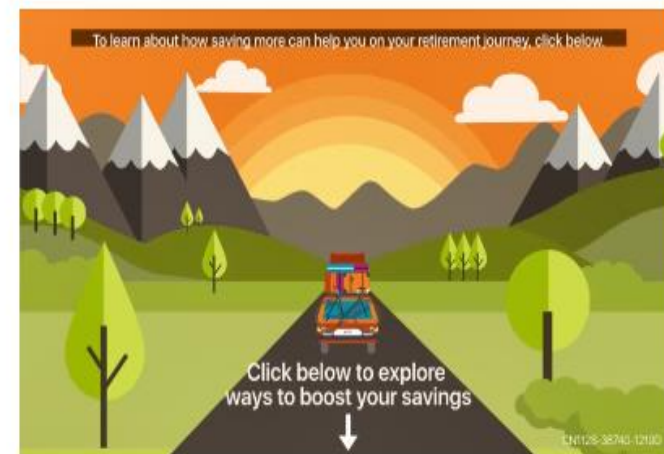 To learn about how saving more can help you on your retirement journey, click below.
Click below to explore
ways to boost your savings